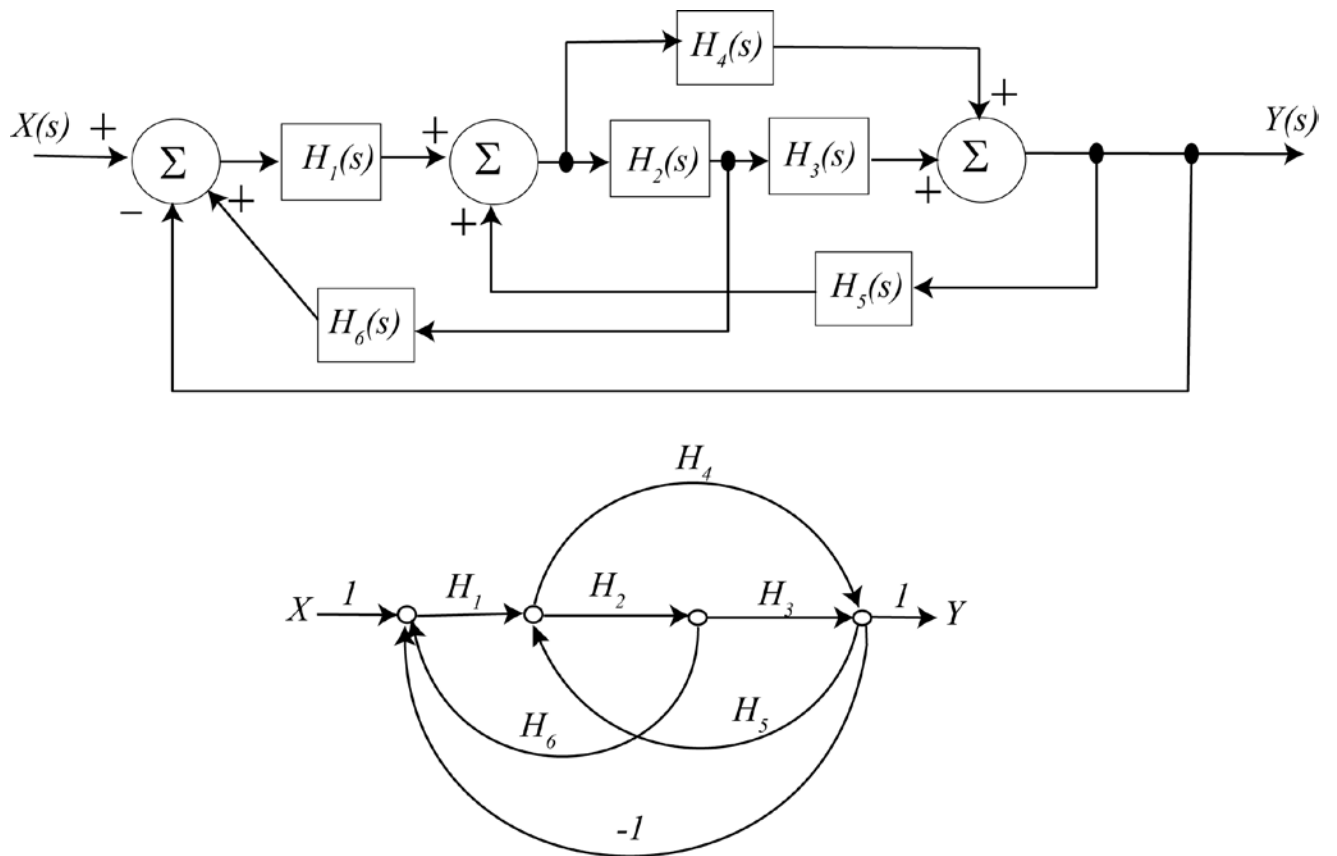 H₄(s)
X(s) + Σ H₁(s) + Σ H₂(s) H₃(s) + Σ + Y(s)
− + +
H₅(s)
H₆(s)
H₄
X 1 H₁ H₂ H₃ 1 Y
H₆ H₅
-1